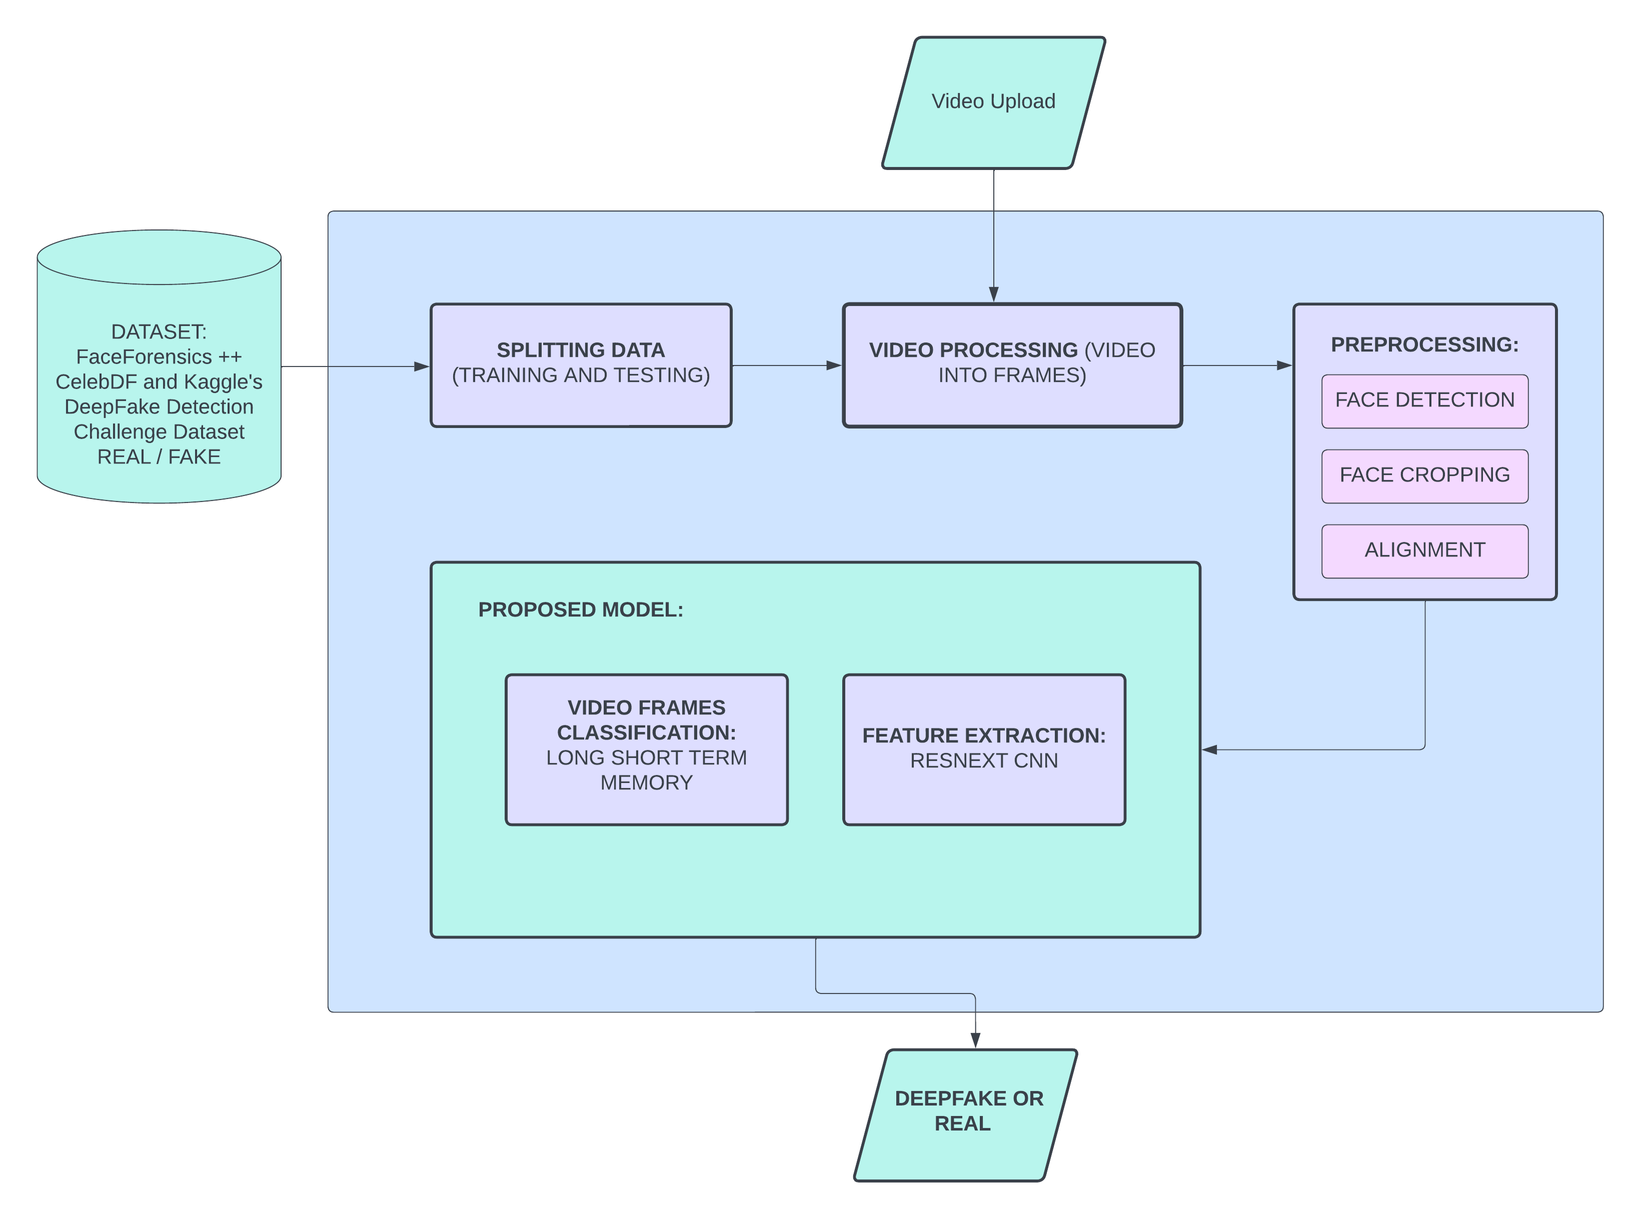 Video Upload
DATASET:
FaceForensics ++
CelebDF and Kaggle's
DeepFake Detection
Challenge Dataset
REAL / FAKE
SPLITTING DATA
(TRAINING AND TESTING)
VIDEO PROCESSING (VIDEO
INTO FRAMES)
PREPROCESSING:
FACE DETECTION
FACE CROPPING
ALIGNMENT
PROPOSED MODEL:
VIDEO FRAMES
CLASSIFICATION:
LONG SHORT TERM
MEMORY
FEATURE EXTRACTION:
RESNEXT CNN
DEEPFAKE OR
REAL